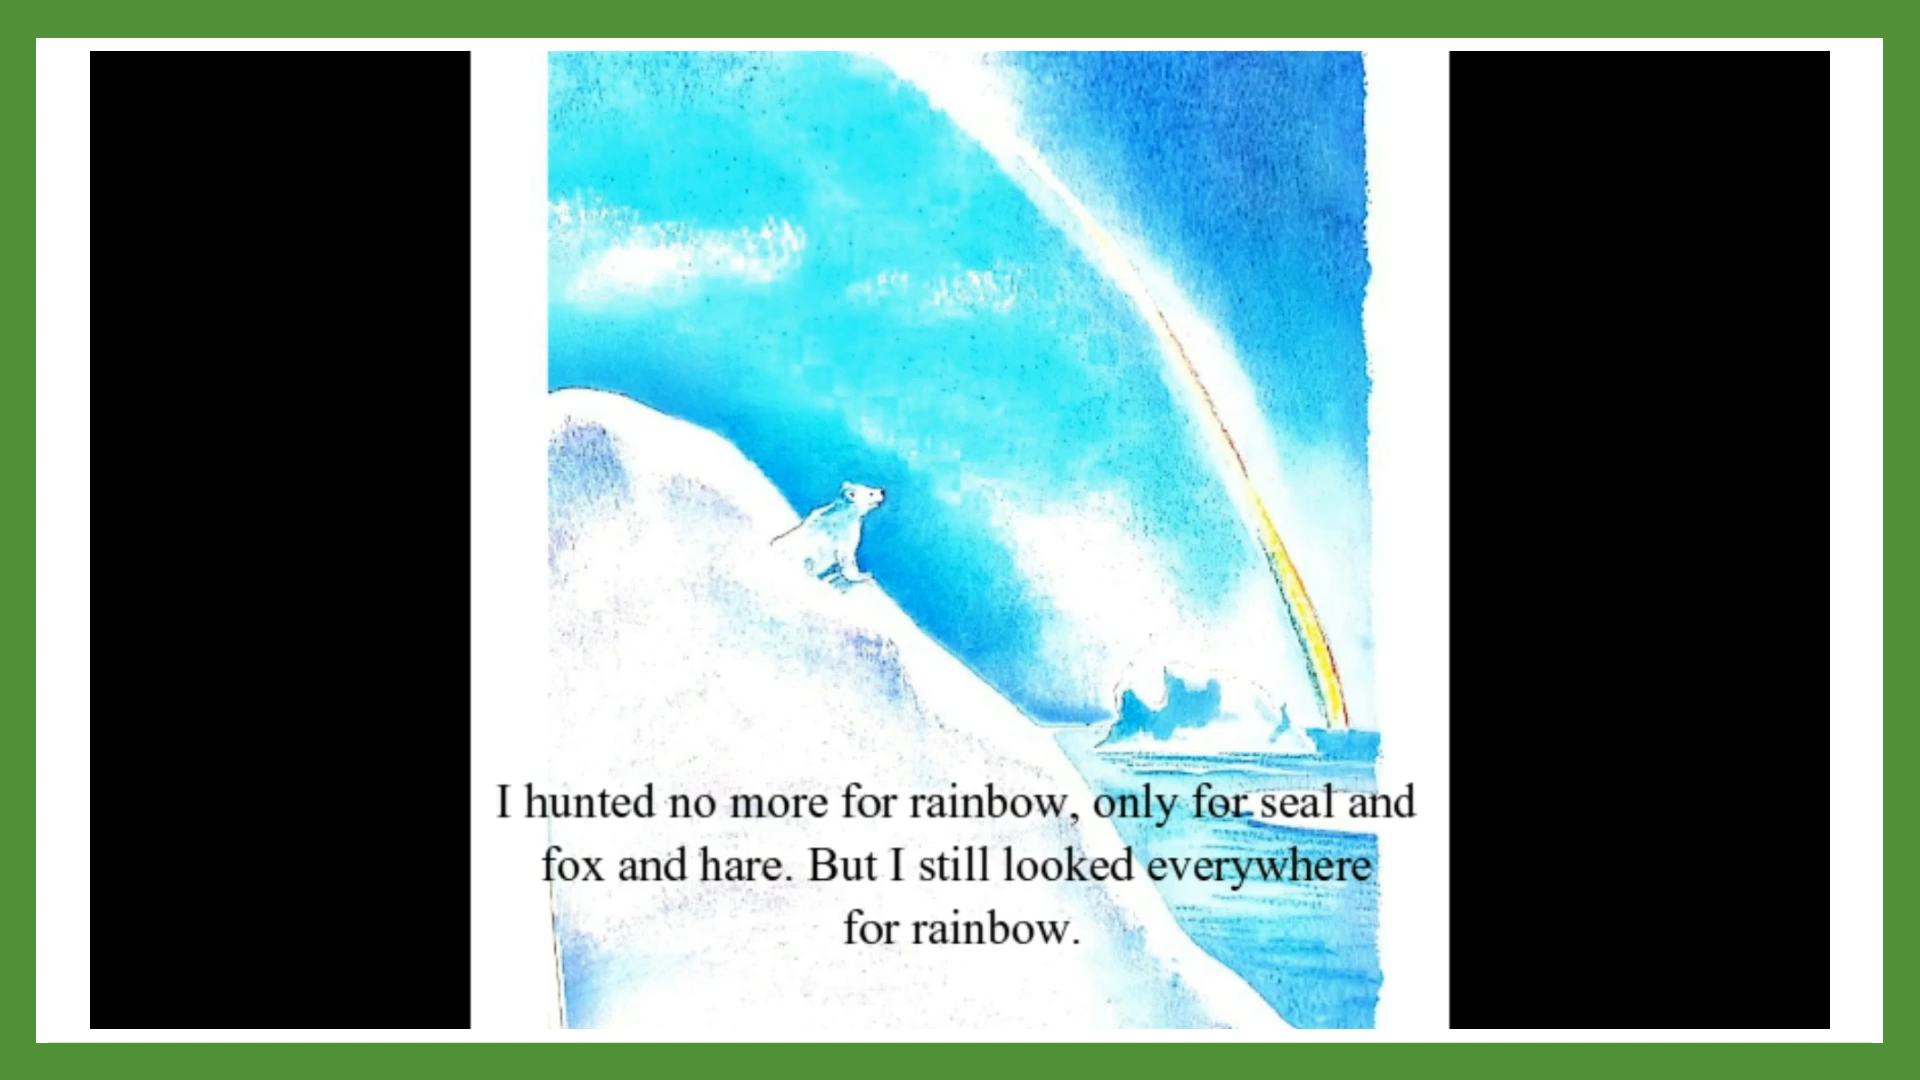 I hunted no more for rainbow, only for seal and
fox and hare. But I still looked everywhere
for rainbow.